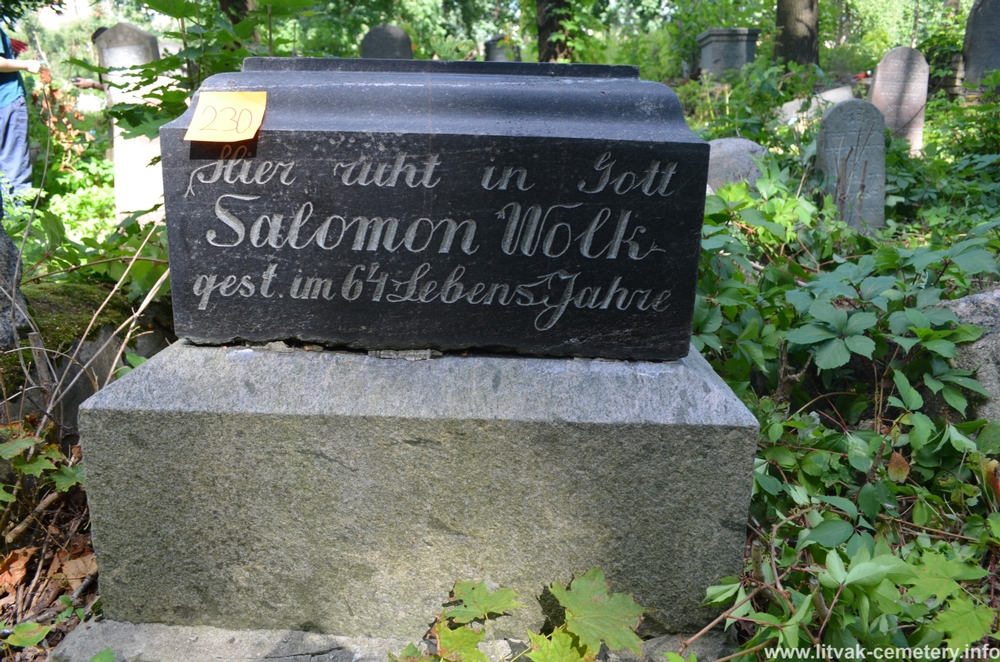 230
Hier ruht in Gott
Salomon Wolk
gest. im 64 Lebens Jahre
www.litvak-cemetery.info